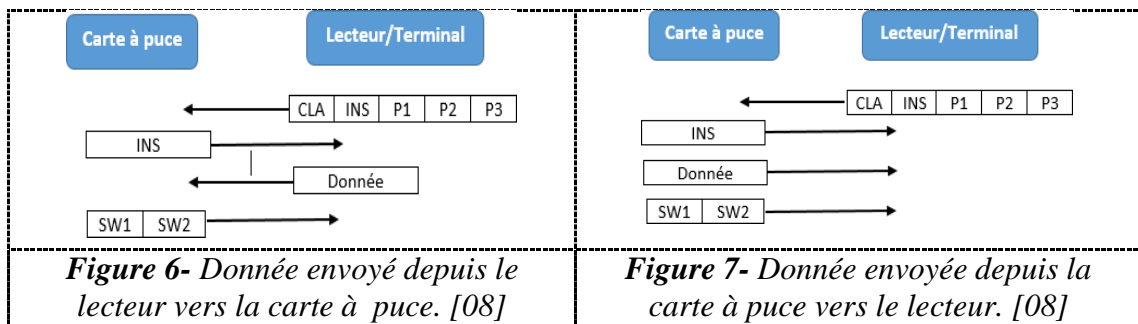 Carte à puce
Lecteur/Terminal
CLA INS P1 P2 P3
INS
Donnée
SW1 SW2
Figure 6- Donnée envoyé depuis le
lecteur vers la carte à puce. [08]
Carte à puce
Lecteur/Terminal
CLA INS P1 P2 P3
INS
Donnée
SW1 SW2
Figure 7- Donnée envoyée depuis la
carte à puce vers le lecteur. [08]